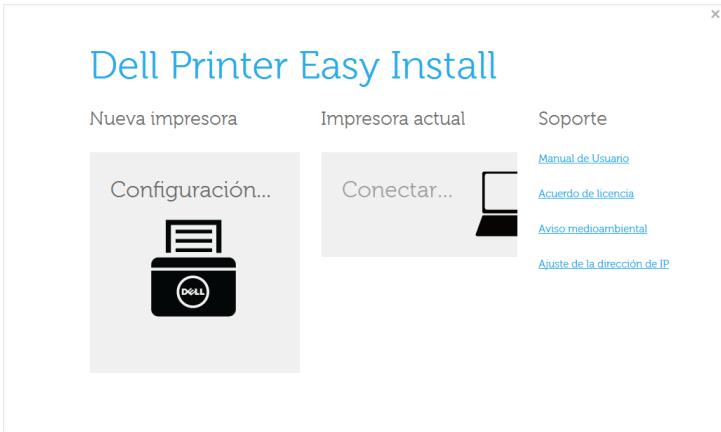 Dell Printer Easy Install
Nueva impresora
Configuración...
DELL
Impresora actual
Conectar...
Soporte
Manual de Usuario
Acuerdo de licencia
Aviso medioambiental
Ajuste de la dirección de IP